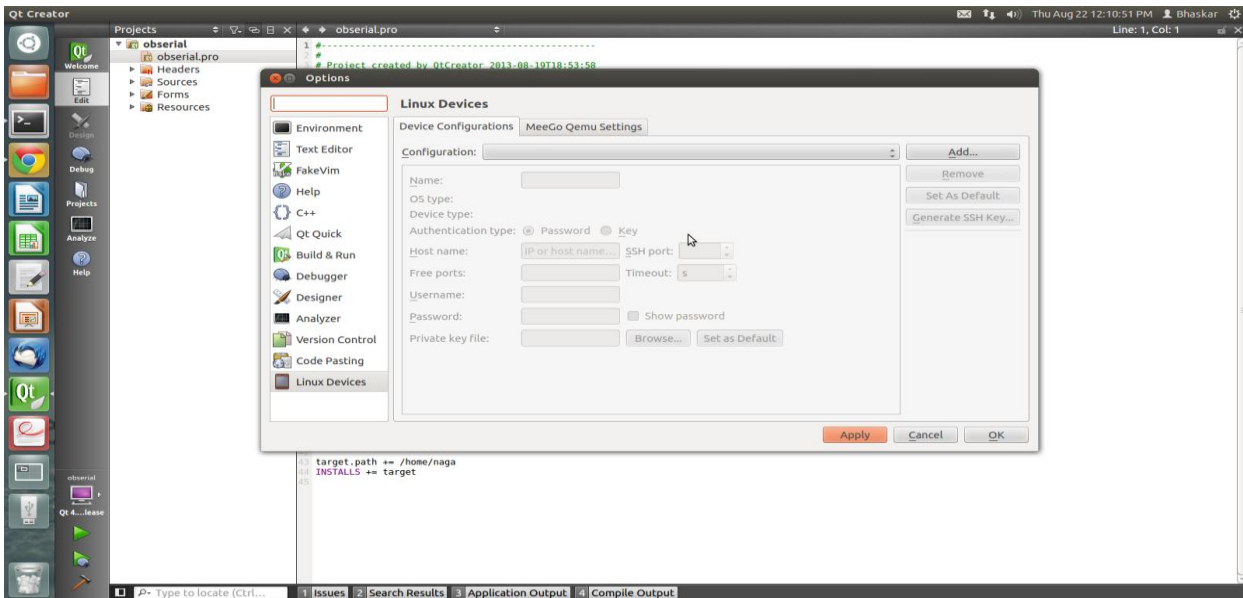 Qt Creator
Thu Aug 22 12:10:51 PM Bhaskar
Projects
obserial.pro
Line: 1, Col: 1
Welcome
Edit
Design
Debug
Projects
Analyze
Help
obserial
Qt 4....lease
obserial
obserial.pro
Headers
Sources
Forms
Resources
1 #------------------------------------------------
2 #
# Project created by QtCreator 2013-08-19T18:53:58
Options
Environment
Text Editor
FakeVim
Help
C++
Qt Quick
Build & Run
Debugger
Designer
Analyzer
Version Control
Code Pasting
Linux Devices
Linux Devices
Device Configurations MeeGo Qemu Settings
Configuration: Add...
Remove
Set As Default
Generate SSH Key...
Name:
OS type:
Device type:
Authentication type: Password Key
Host name: IP or host name... SSH port:
Free ports: Timeout: s
Username:
Password: Show password
Private key file: Browse... Set as Default
Apply Cancel OK
43 target.path += /home/naga
44 INSTALLS += target
45
Type to locate (Ctrl...
1 Issues 2 Search Results 3 Application Output 4 Compile Output